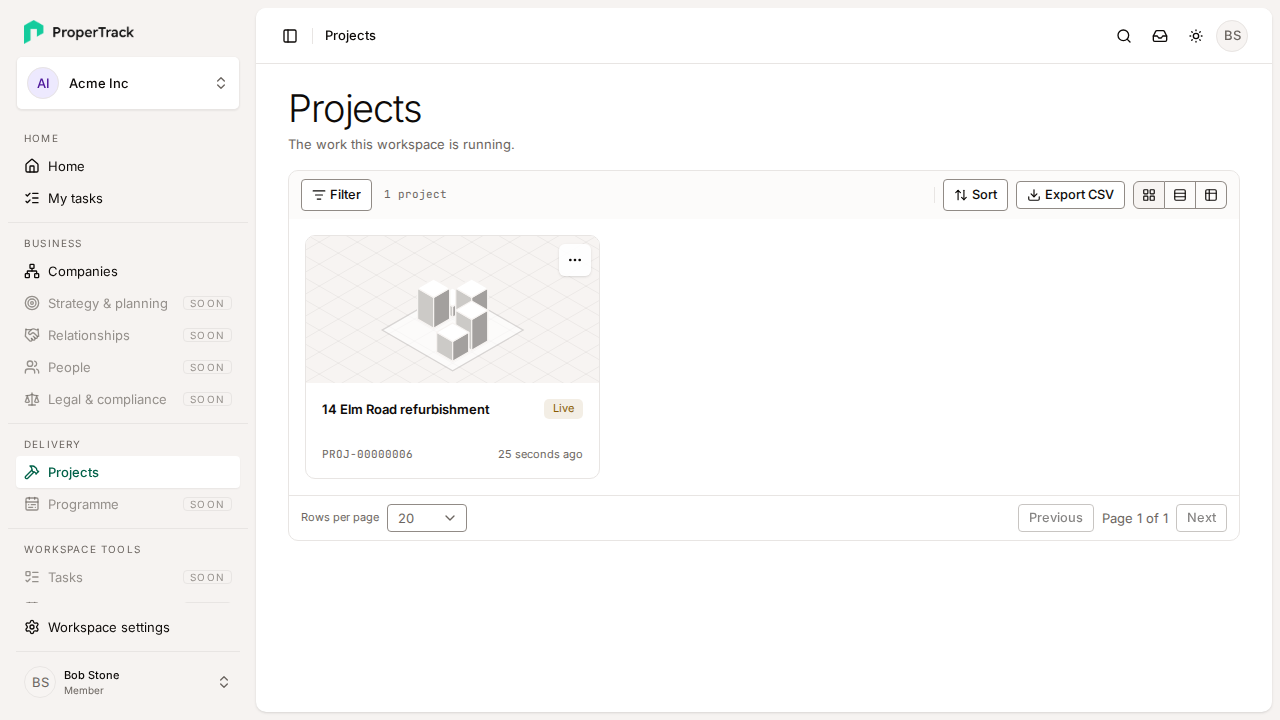 ProperTrack
AI
Acme Inc
HOME
Home
My tasks
BUSINESS
Companies
Strategy & planning SOON
Relationships SOON
People SOON
Legal & compliance SOON
DELIVERY
Projects
Programme SOON
WORKSPACE TOOLS
Tasks SOON
Workspace settings
BS
Bob Stone
Member
Projects
BS
Projects
The work this workspace is running.
Filter
1 project
Sort
Export CSV
14 Elm Road refurbishment
Live
PROJ-00000006
25 seconds ago
Rows per page
20
Previous
Page 1 of 1
Next